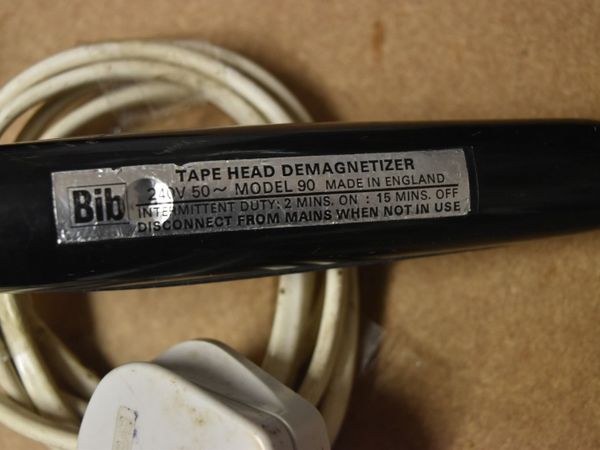 TAPE HEAD DEMAGNETIZER
Bib
240V 50~ MODEL 90 MADE IN ENGLAND
INTERMITTENT DUTY: 2 MINS. ON : 15 MINS. OFF
DISCONNECT FROM MAINS WHEN NOT IN USE